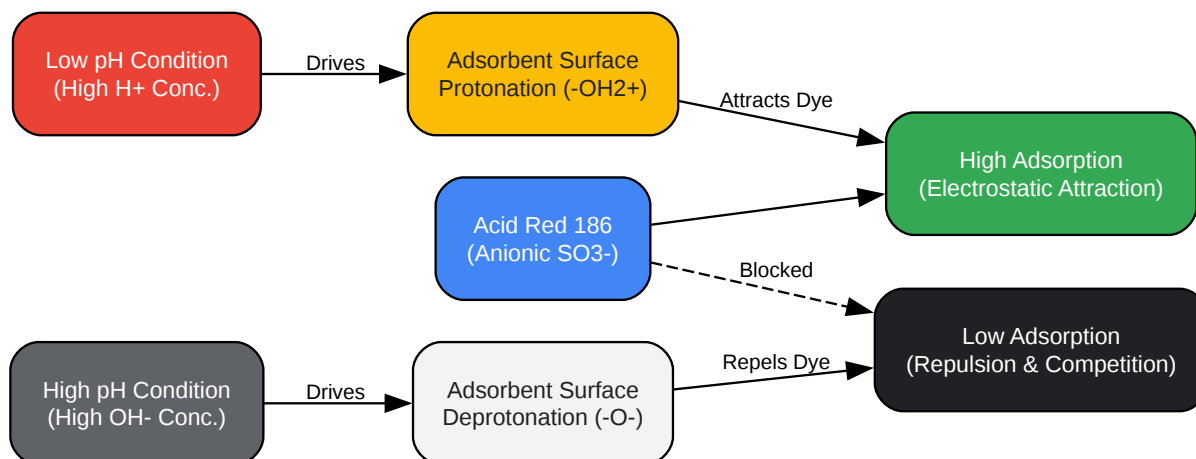 Low pH Condition
(High H+ Conc.)
Drives
Adsorbent Surface
Protonation (-OH2+)
Attracts Dye
High Adsorption
(Electrostatic Attraction)
Acid Red 186
(Anionic SO3-)
Blocked
Low Adsorption
(Repulsion & Competition)
High pH Condition
(High OH- Conc.)
Drives
Adsorbent Surface
Deprotonation (-O-)
Repels Dye